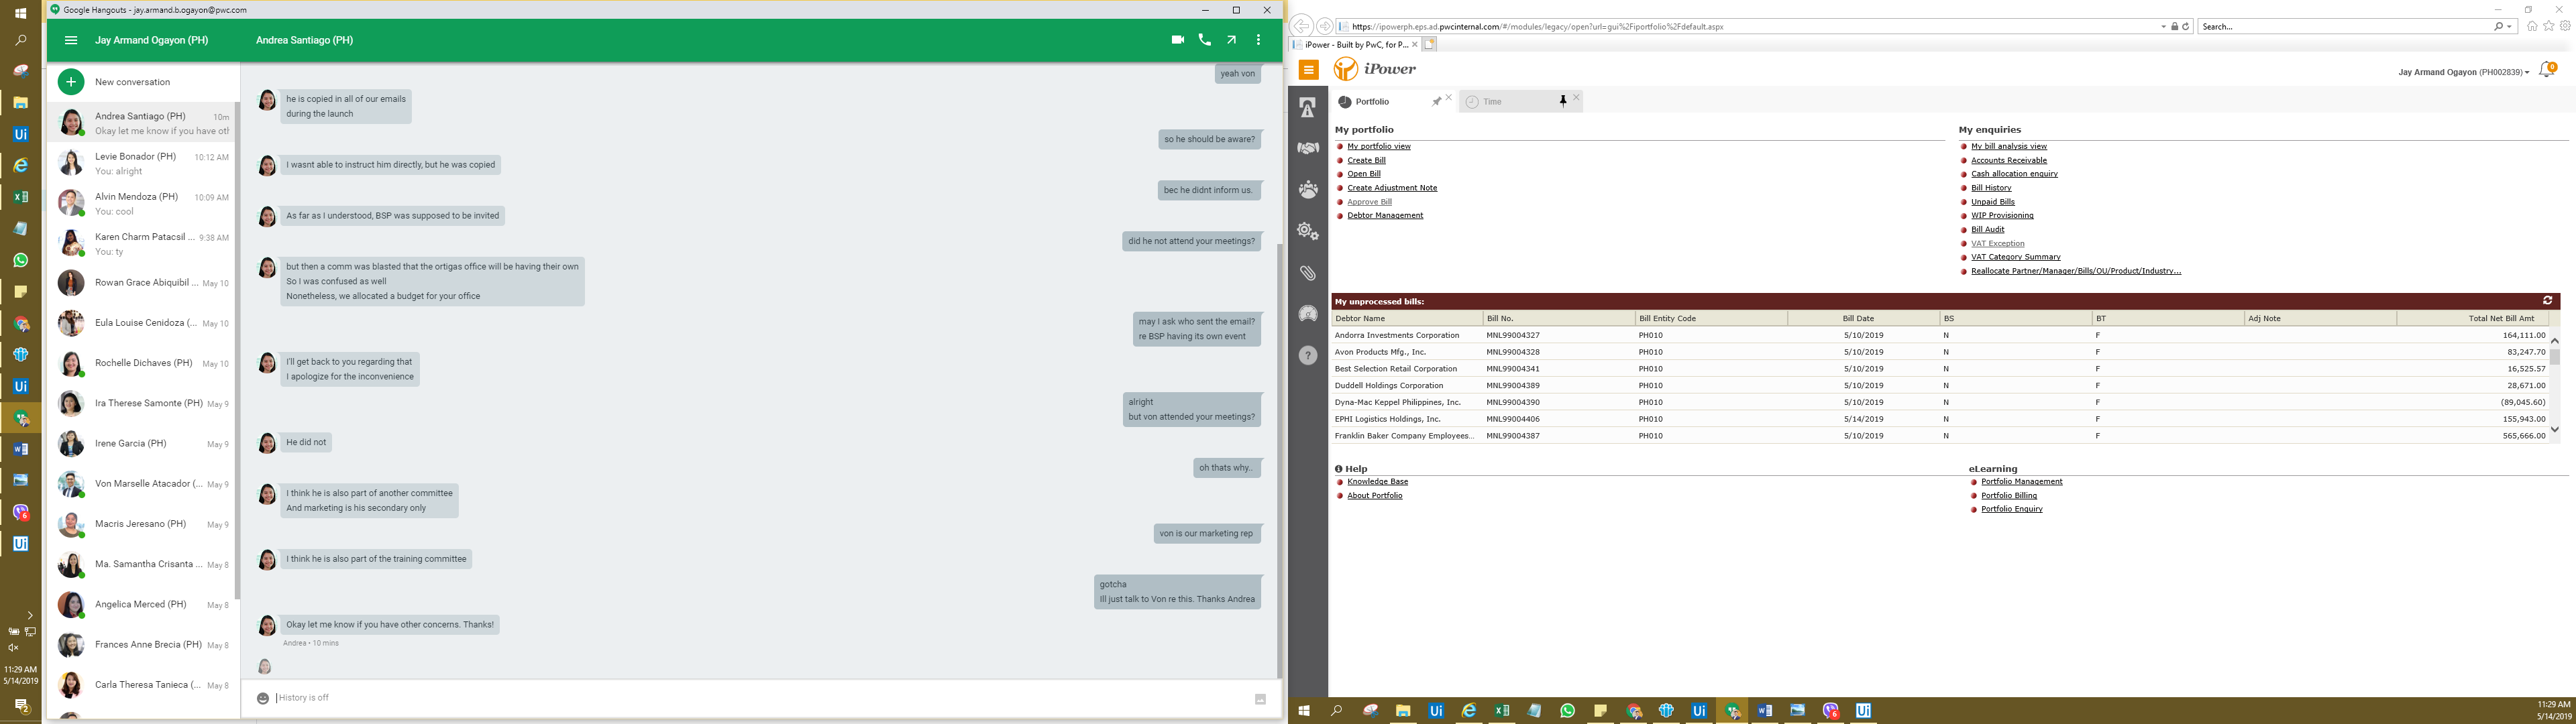 Google Hangouts - jay.armand.b.ogayon@pwc.com
Jay Armand Ogayon (PH)
Andrea Santiago (PH)
New conversation
Andrea Santiago (PH) 10m
Okay let me know if you have oth
Levie Bonador (PH) 10:12 AM
You: alright
Alvin Mendoza (PH) 10:09 AM
You: cool
Karen Charm Patacsil ... 9:38 AM
You: ty
Rowan Grace Abiquibil ... May 10
Eula Louise Cenidoza (... May 10
Rochelle Dichaves (PH) May 10
Ira Therese Samonte (PH) May 9
Irene Garcia (PH) May 9
Von Marselle Atacador (... May 9
Macris Jeresano (PH) May 9
Ma. Samantha Crisanta ... May 8
Angelica Merced (PH) May 8
Frances Anne Brecia (PH) May 8
Carla Theresa Tanieca (... May 8
11:29 AM
5/14/2019
2
6
yeah von
he is copied in all of our emails
during the launch
so he should be aware?
I wasnt able to instruct him directly, but he was copied
bec he didnt inform us.
As far as I understood, BSP was supposed to be invited
did he not attend your meetings?
but then a comm was blasted that the ortigas office will be having their own
So I was confused as well
Nonetheless, we allocated a budget for your office
may I ask who sent the email?
re BSP having its own event
I'll get back to you regarding that
I apologize for the inconvenience
alright
but von attended your meetings?
He did not
oh thats why..
I think he is also part of another committee
And marketing is his secondary only
von is our marketing rep
I think he is also part of the training committee
gotcha
Ill just talk to Von re this. Thanks Andrea
Okay let me know if you have other concerns. Thanks!
Andrea • 10 mins
History is off
https://ipowerph.eps.ad.pwcinternal.com/#/modules/legacy/open?url=gui%2Fiportfolio%2Fdefault.aspx
Search...
iPower - Built by PwC, for P...
iPower
Jay Armand Ogayon (PH002839)
0
Portfolio
Time
My portfolio
My portfolio view
Create Bill
Open Bill
Create Adjustment Note
Approve Bill
Debtor Management
My enquiries
My bill analysis view
Accounts Receivable
Cash allocation enquiry
Bill History
Unpaid Bills
WIP Provisioning
Bill Audit
VAT Exception
VAT Category Summary
Reallocate Partner/Manager/Bills/OU/Product/Industry...
My unprocessed bills:
Debtor Name Bill No. Bill Entity Code Bill Date BS BT Adj Note Total Net Bill Amt
Andorra Investments Corporation MNL99004327 PH010 5/10/2019 N F 164,111.00
Avon Products Mfg., Inc. MNL99004328 PH010 5/10/2019 N F 83,247.70
Best Selection Retail Corporation MNL99004341 PH010 5/10/2019 N F 16,525.57
Duddell Holdings Corporation MNL99004389 PH010 5/10/2019 N F 28,671.00
Dyna-Mac Keppel Philippines, Inc. MNL99004390 PH010 5/10/2019 N F (89,045.60)
EPHI Logistics Holdings, Inc. MNL99004406 PH010 5/14/2019 N F 155,943.00
Franklin Baker Company Employees... MNL99004387 PH010 5/10/2019 N F 565,666.00
Help
Knowledge Base
About Portfolio
eLearning
Portfolio Management
Portfolio Billing
Portfolio Enquiry
6
11:29 AM
5/14/2019